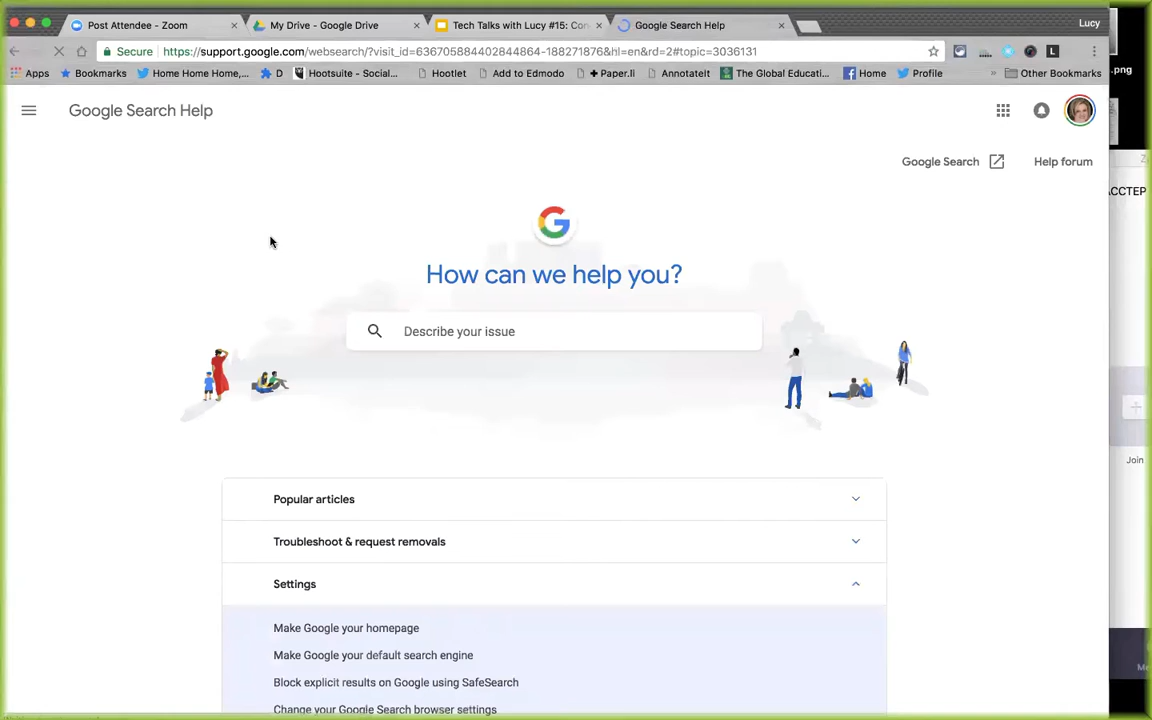 Post Attendee - Zoom
My Drive - Google Drive
Tech Talks with Lucy #15: Con
Google Search Help
Lucy
Secure
https://support.google.com/websearch/?visit_id=636705884402844864-188271876&hl=en&rd=2#topic=3036131
Apps
Bookmarks
Home Home Home,...
D
Hootsuite - Social...
Hootlet
Add to Edmodo
Paper.li
AnnotateIt
The Global Educati...
Home
Profile
»
Other Bookmarks
.png
Google Search Help
Google Search
Help forum
ACCTEP
How can we help you?
Describe your issue
Join
Popular articles
Troubleshoot & request removals
Settings
Make Google your homepage
Make Google your default search engine
Block explicit results on Google using SafeSearch
Change your Google Search browser settings